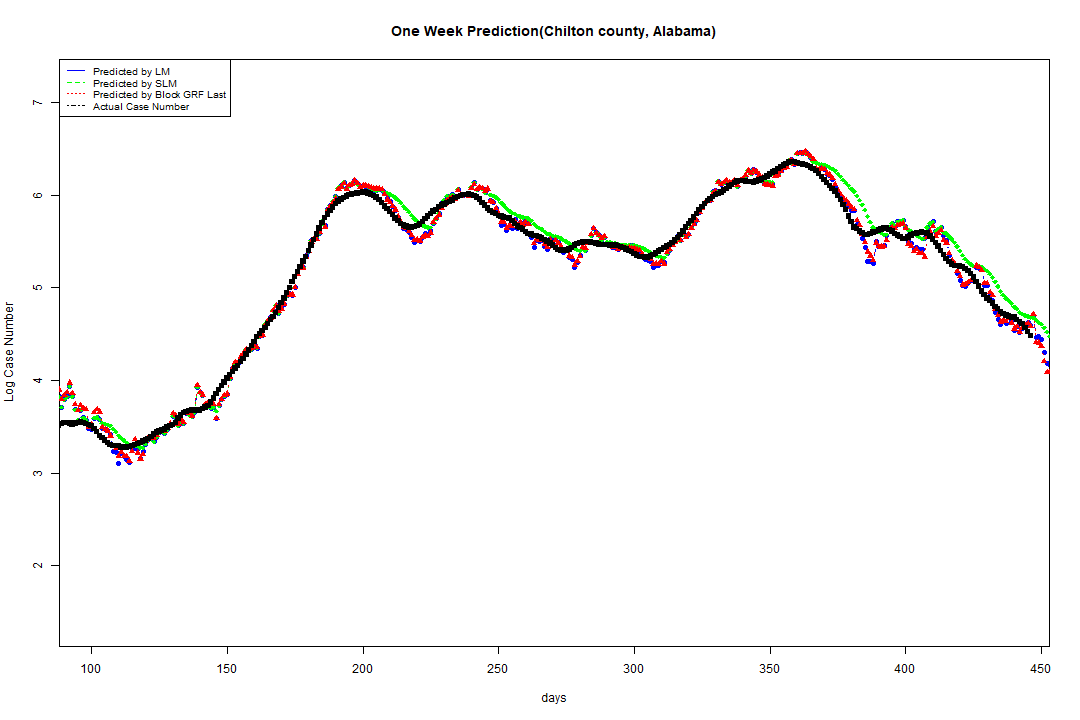 One Week Prediction(Chilton county, Alabama)
Predicted by LM
Predicted by SLM
Predicted by Block GRF Last
Actual Case Number
7
6
5
4
3
2
Log Case Number
100 150 200 250 300 350 400 450
days